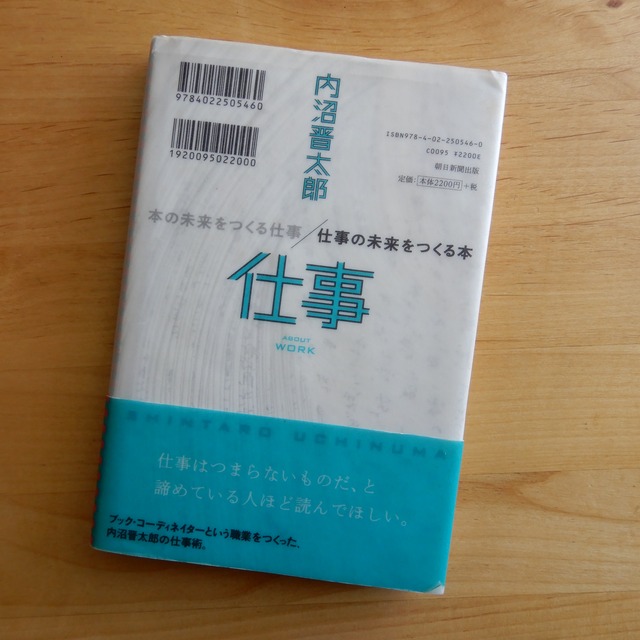 9784022505460
1920095022000
内沼晋太郎
ISBN978-4-02-250546-0
C0095 ¥2200E
朝日新聞出版
定価：本体2200円＋税
本の未来をつくる仕事／仕事の未来をつくる本
仕事
ABOUT
WORK
SHINTARO UCHINUMA
仕事はつまらないものだ、と
諦めている人ほど読んでほしい。
ブック・コーディネイターという職業をつくった、
内沼晋太郎の仕事術。